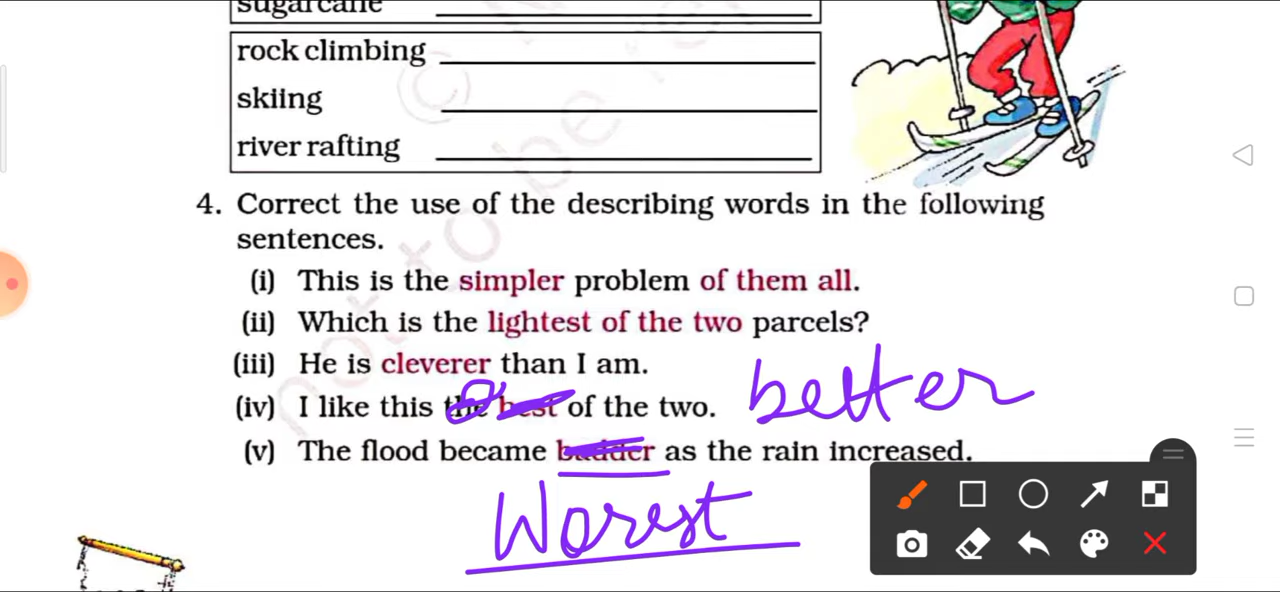 sugarcane
rock climbing
skiing
river rafting
4. Correct the use of the describing words in the following
sentences.
(i) This is the simpler problem of them all.
(ii) Which is the lightest of the two parcels?
(iii) He is cleverer than I am.
(iv) I like this the best of the two. better
(v) The flood became badder as the rain increased.
Worest